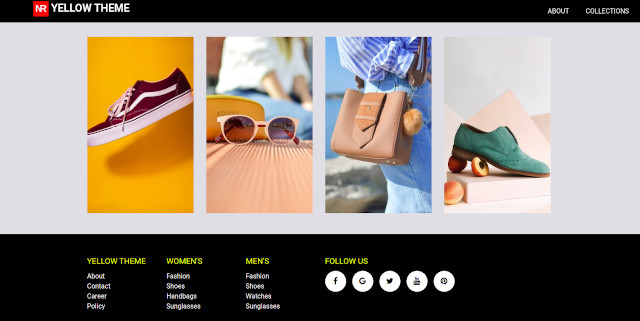 NR YELLOW THEME
ABOUT COLLECTIONS
YELLOW THEME
About
Contact
Career
Policy
WOMEN'S
Fashion
Shoes
Handbags
Sunglasses
MEN'S
Fashion
Shoes
Watches
Sunglasses
FOLLOW US